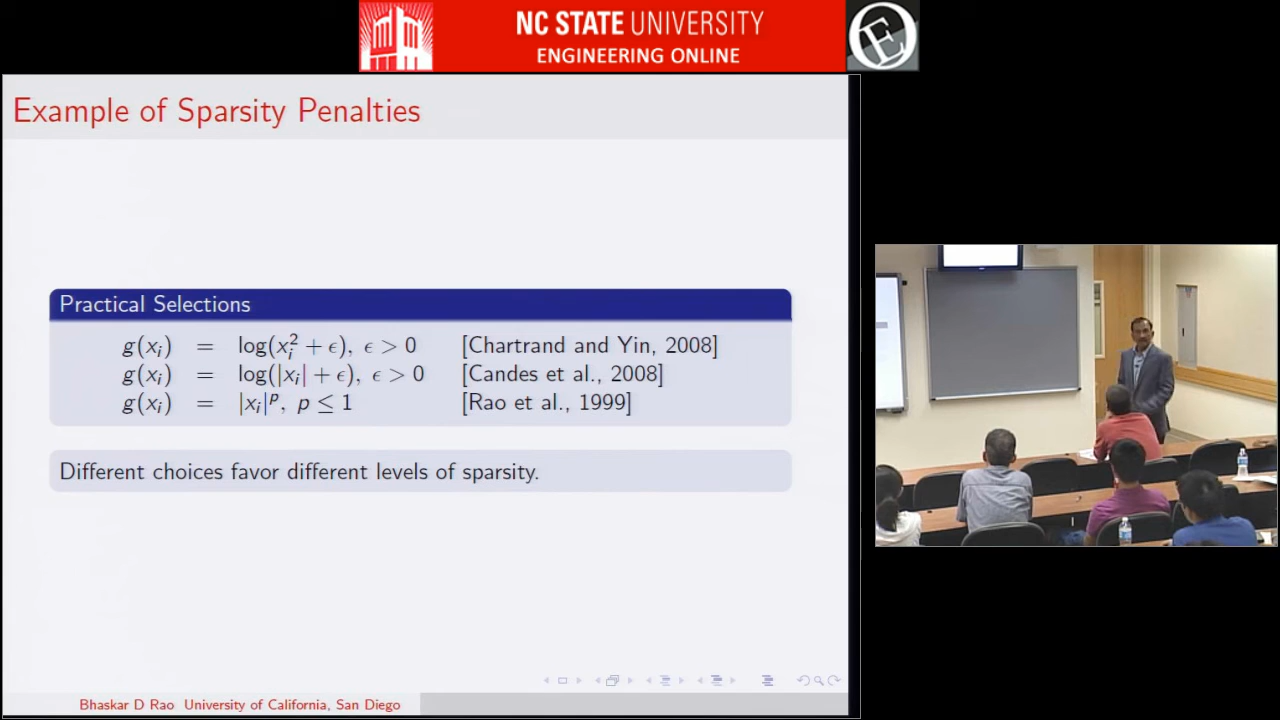 NC STATE UNIVERSITY
ENGINEERING ONLINE
OE
Example of Sparsity Penalties
Practical Selections
g(xᵢ) = log(xᵢ² + ϵ), ϵ > 0 [Chartrand and Yin, 2008]
g(xᵢ) = log(|xᵢ| + ϵ), ϵ > 0 [Candes et al., 2008]
g(xᵢ) = |xᵢ|ᵖ, p ≤ 1 [Rao et al., 1999]
Different choices favor different levels of sparsity.
Bhaskar D Rao University of California, San Diego